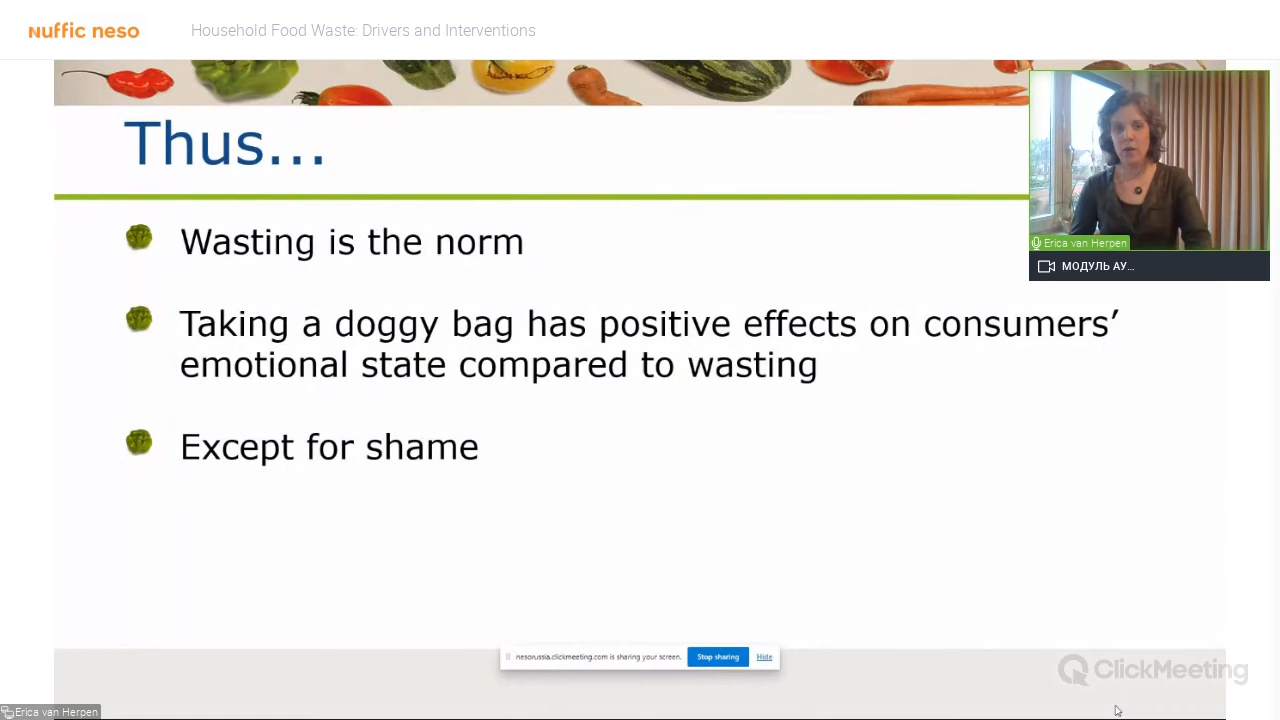 nuffic neso
Household Food Waste: Drivers and Interventions
Thus...
Wasting is the norm
Taking a doggy bag has positive effects on consumers’
emotional state compared to wasting
Except for shame
Erica van Herpen
МОДУЛЬ АУ...
nesorussia.clickmeeting.com is sharing your screen.
Stop sharing
Hide
ClickMeeting
Erica van Herpen